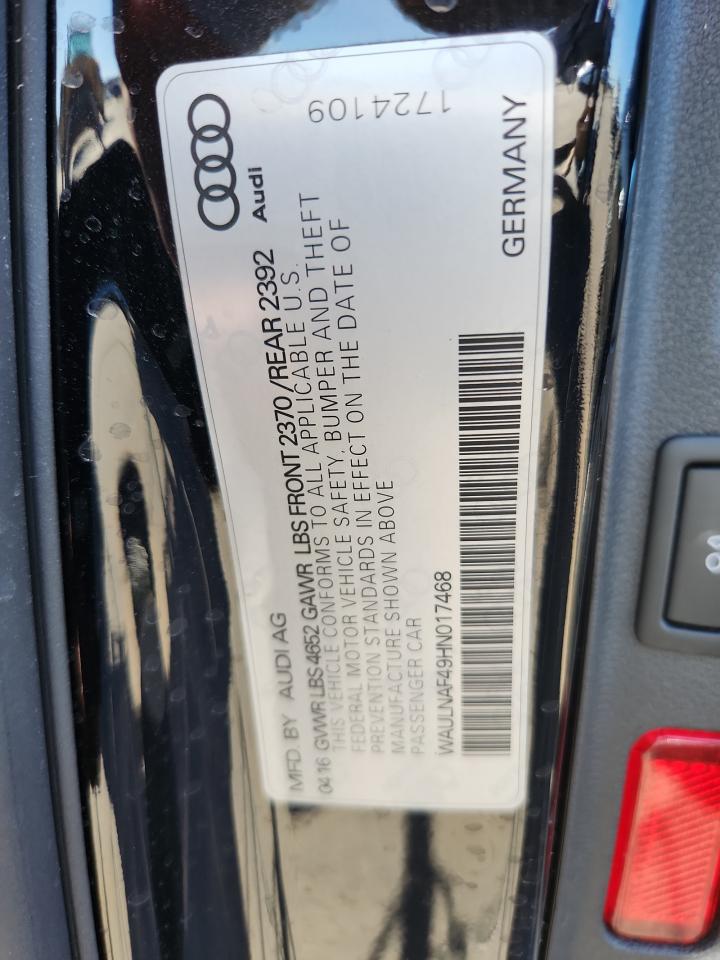 MFD. BY AUDI AG
0416 GVWR LBS 4652 GAWR LBS FRONT 2370 /REAR 2392
THIS VEHICLE CONFORMS TO ALL APPLICABLE U.S.
FEDERAL MOTOR VEHICLE SAFETY, BUMPER AND THEFT
PREVENTION STANDARDS IN EFFECT ON THE DATE OF
MANUFACTURE SHOWN ABOVE
PASSENGER CAR
WAULNAF49HN017468
Audi
1724109
GERMANY